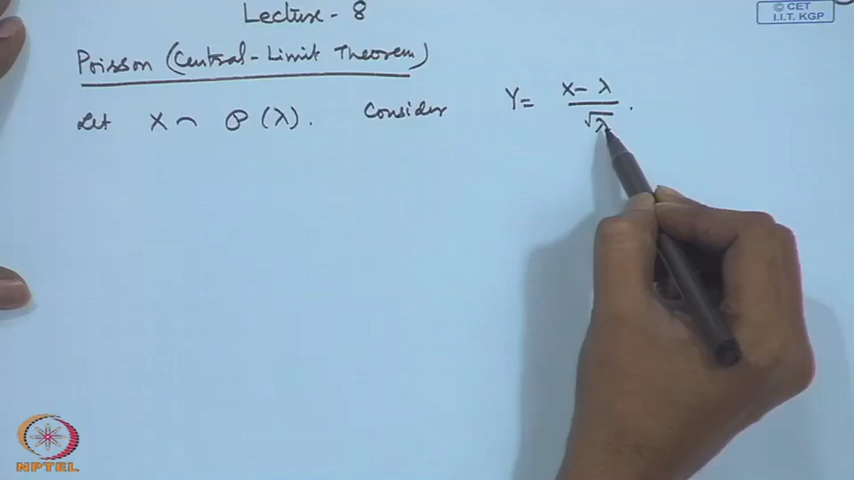 Lecture - 8
© CET
I.I.T. KGP
Poisson (Central-Limit Theorem)
Let X ~ P(λ). Consider Y = (X - λ)/√λ.
NPTEL